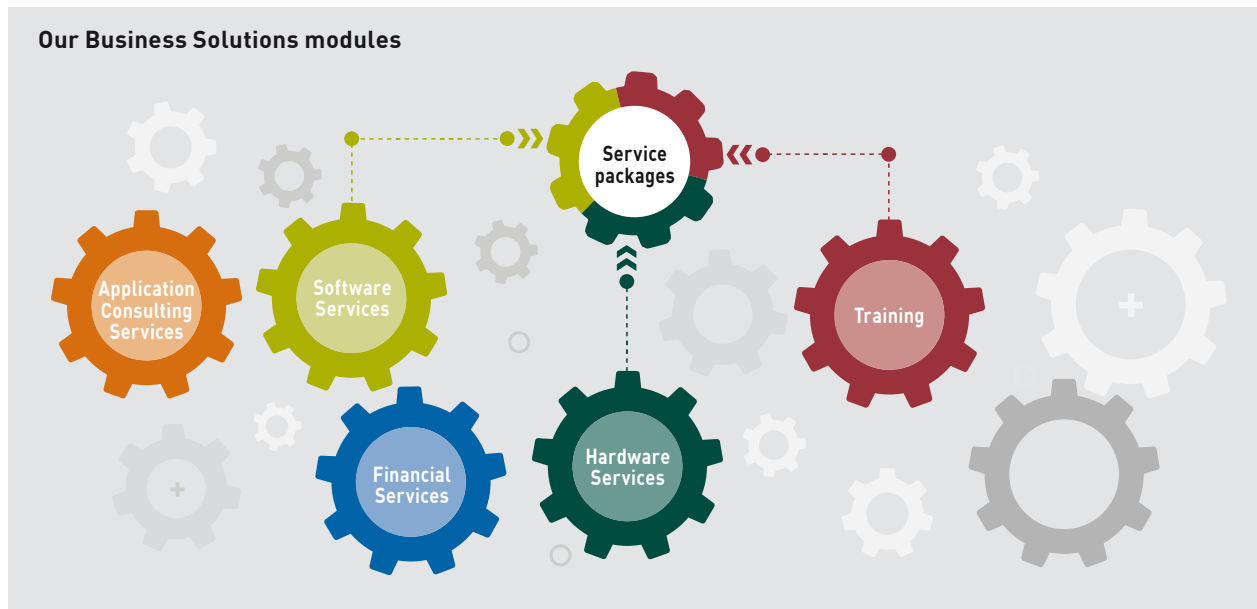 Our Business Solutions modules
Service
packages
Application
Consulting
Services
Software
Services
Training
Financial
Services
Hardware
Services
+
+